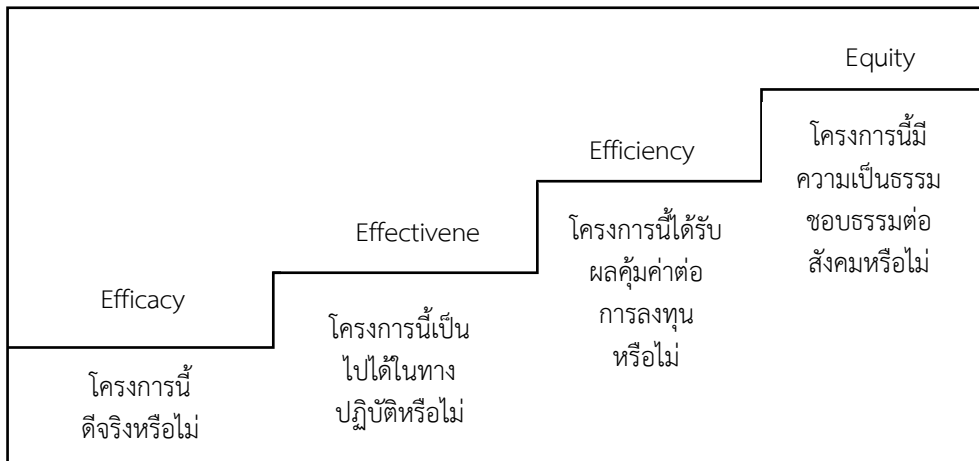 Efficacy
โครงการนี้
ดีจริงหรือไม่
Effectivene
โครงการนี้เป็น
ไปได้ในทาง
ปฏิบัติหรือไม่
Efficiency
โครงการนี้ได้รับ
ผลคุ้มค่าต่อ
การลงทุน
หรือไม่
Equity
โครงการนี้มี
ความเป็นธรรม
ชอบธรรมต่อ
สังคมหรือไม่